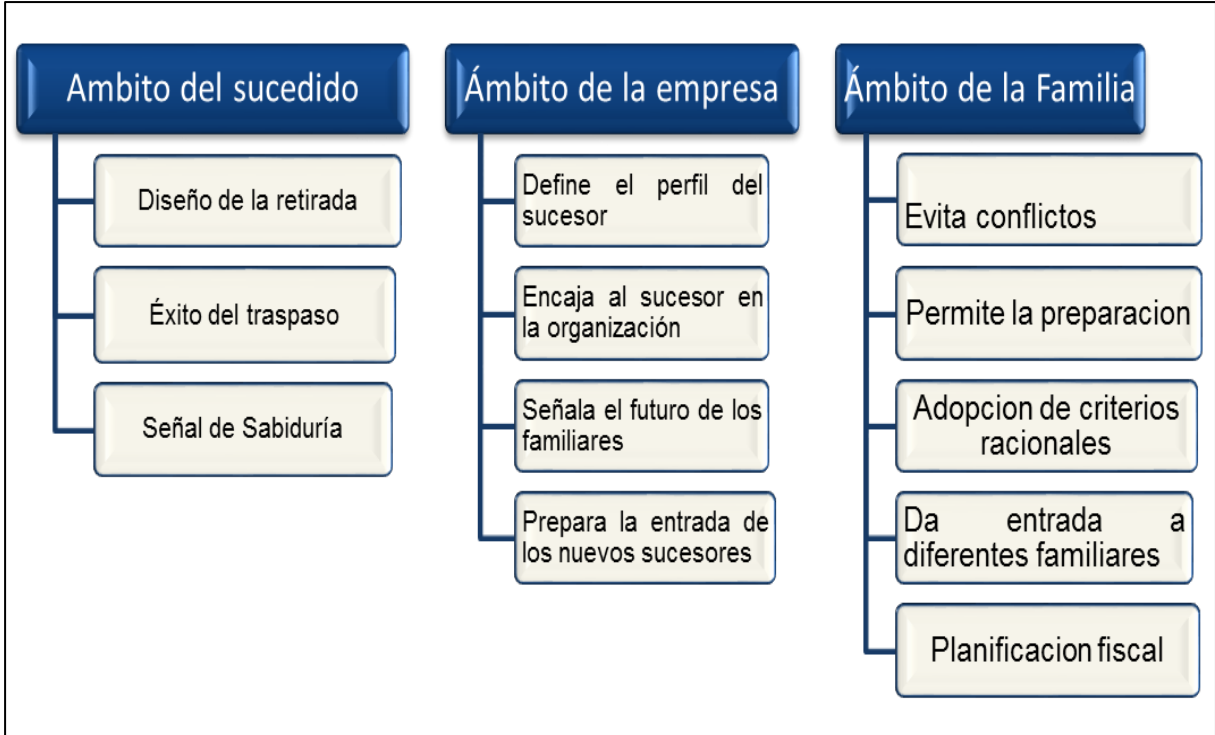 Ambito del sucedido
Diseño de la retirada
Éxito del traspaso
Señal de Sabiduría
Ámbito de la empresa
Define el perfil del
sucesor
Encaja al sucesor en
la organización
Señala el futuro de los
familiares
Prepara la entrada de
los nuevos sucesores
Ámbito de la Familia
Evita conflictos
Permite la preparacion
Adopcion de criterios
racionales
Da entrada a
diferentes familiares
Planificacion fiscal